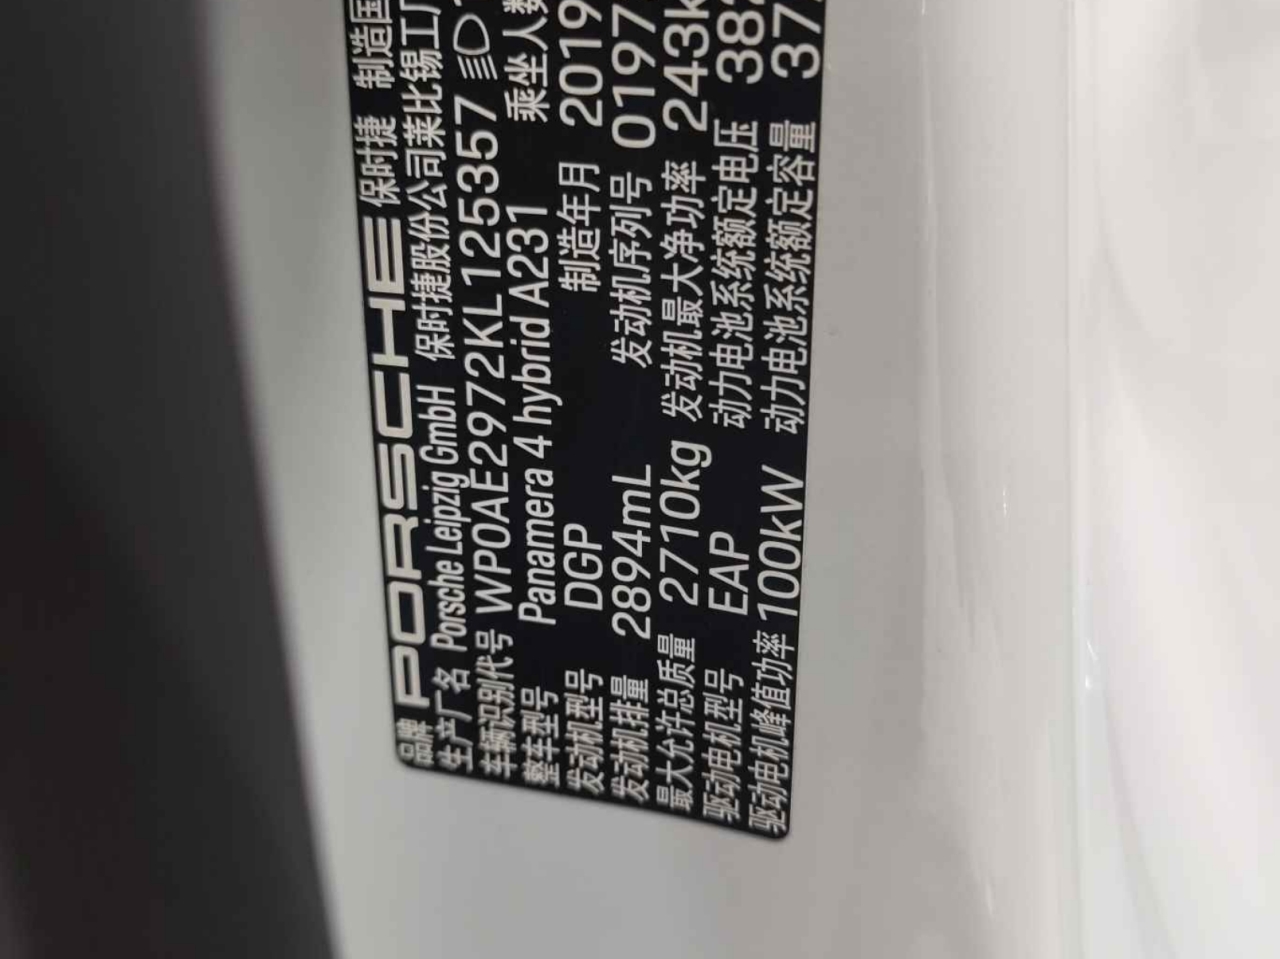 品牌 PORSCHE 保时捷 制造国
生产厂名 Porsche Leipzig GmbH 保时捷股份公司莱比锡工厂
车辆识别代号 WP0AE2972KL125357
整车型号 Panamera 4 hybrid A231 乘坐人数
发动机型号 DGP 制造年月 2019
发动机排量 2894mL 发动机序列号 0197
最大允许总质量 2710kg 发动机最大净功率 243k
驱动电机型号 EAP 动力电池系统额定电压 38
驱动电机峰值功率 100kW 动力电池系统额定容量 37